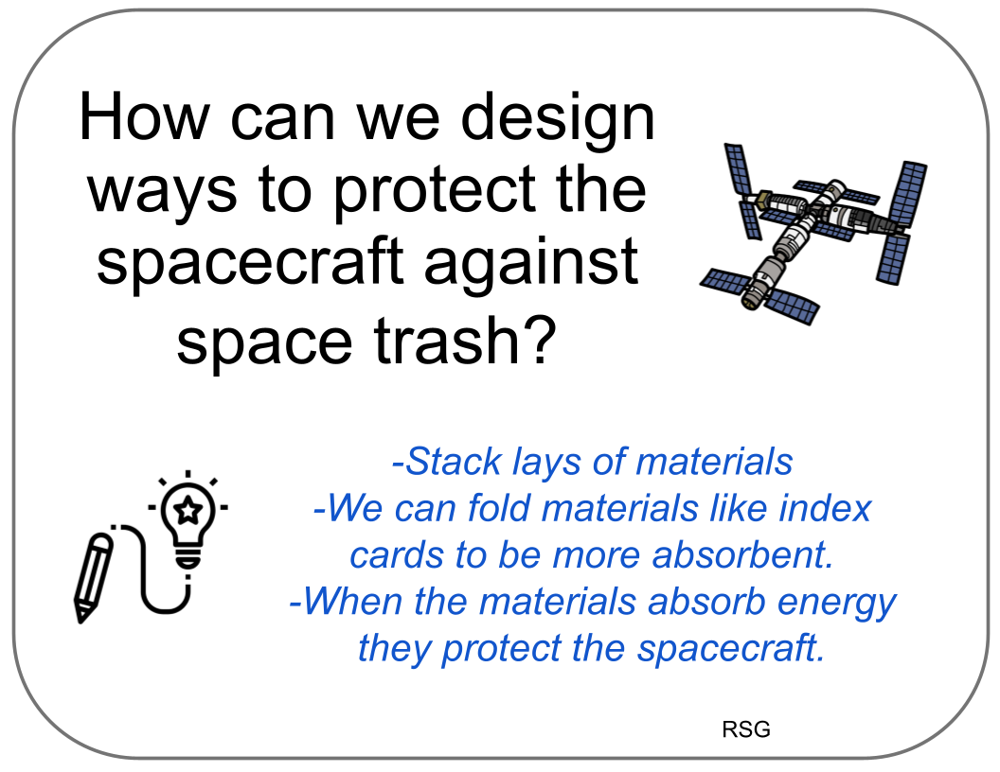 How can we design
ways to protect the
spacecraft against
space trash?
-Stack lays of materials
-We can fold materials like index
cards to be more absorbent.
-When the materials absorb energy
they protect the spacecraft.
RSG